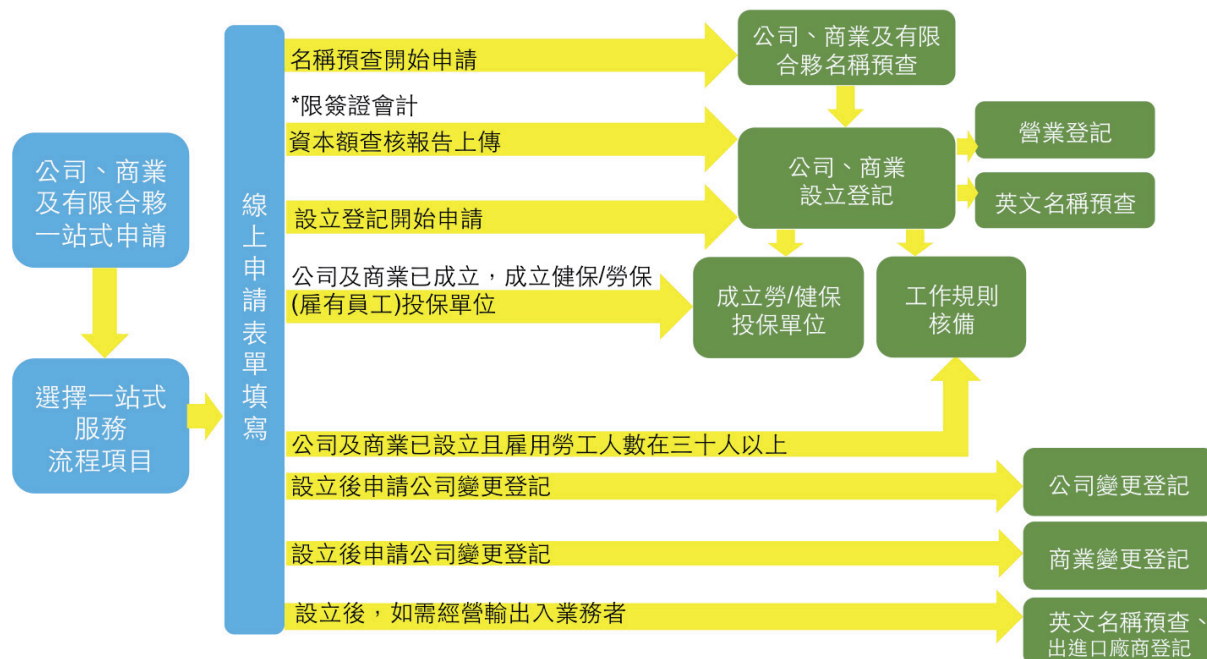 公司、商業
及有限合夥
一站式申請
選擇一站式
服務
流程項目
線上申請表單填寫
名稱預查開始申請
*限簽證會計
資本額查核報告上傳
設立登記開始申請
公司及商業已成立，成立健保/勞保
(雇有員工)投保單位
公司及商業已設立且雇用勞工人數在三十人以上
設立後申請公司變更登記
設立後申請公司變更登記
設立後，如需經營輸出入業務者
公司、商業及有限
合夥名稱預查
公司、商業
設立登記
營業登記
英文名稱預查
成立勞/健保
投保單位
工作規則
核備
公司變更登記
商業變更登記
英文名稱預查、
出進口廠商登記